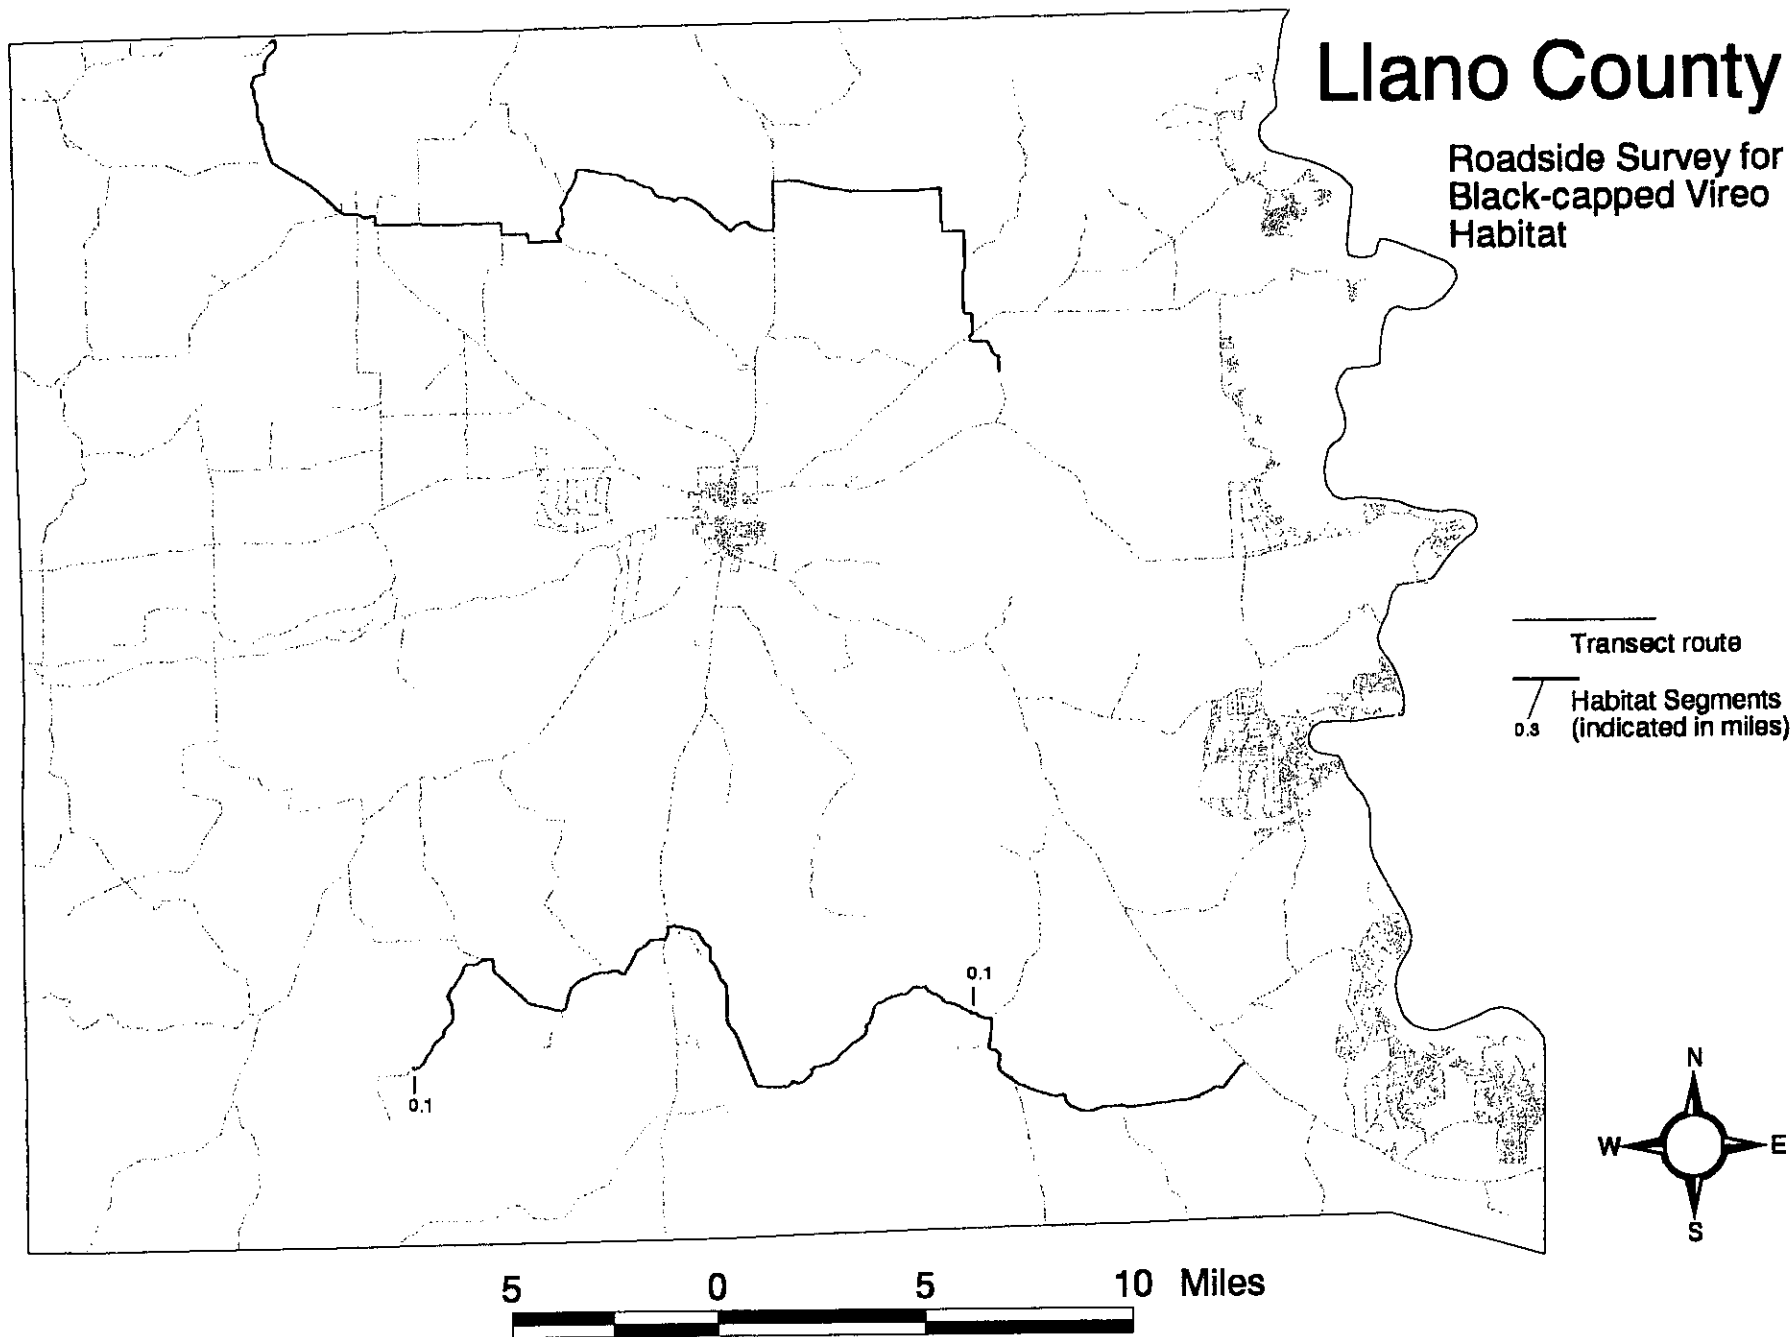 Llano County
Roadside Survey for
Black-capped Vireo
Habitat
Transect route
Habitat Segments
(indicated in miles)
0.3
0.1
0.1
N
W E
S
5 0 5 10 Miles